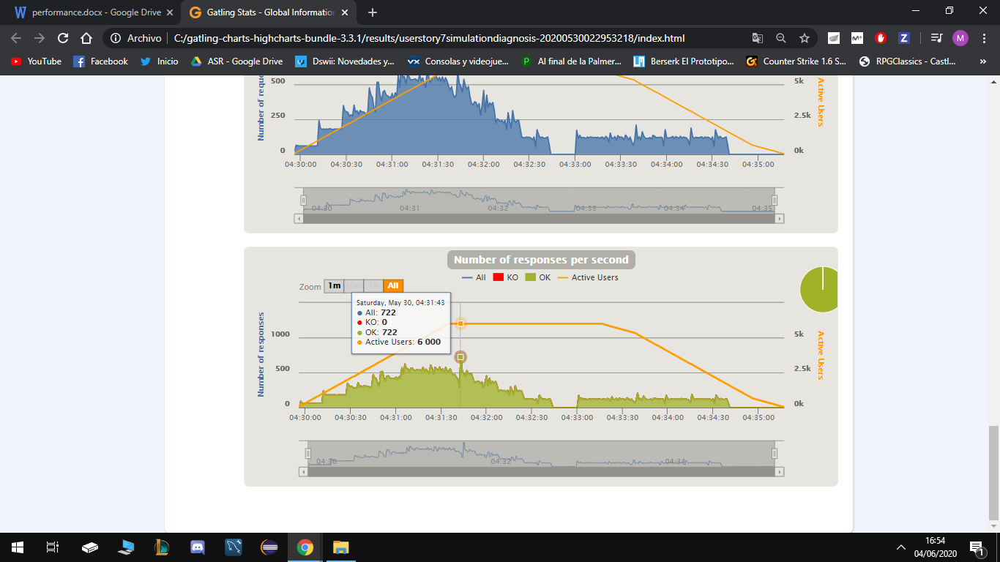 performance.docx - Google Drive
Gatling Stats - Global Information
Archivo | C:/gatling-charts-highcharts-bundle-3.3.1/results/userstory7simulationdiagnosis-20200530022953218/index.html
M
YouTube
Facebook
Inicio
ASR - Google Drive
Dswii: Novedades y...
Consolas y videojue...
Al final de la Palmer...
Berserk El Prototipo...
Counter Strike 1.6 S...
RPGClassics - Castl...
»
Number of reque
500
250
0
5k
2.5k
0k
Active Users
04:30:00 04:30:30 04:31:00 04:31:30 04:32:00 04:32:30 04:33:00 04:33:30 04:34:00 04:34:30 04:35:00
04:30 04:31 04:32 04:33 04:34 04:35
Number of responses per second
All KO OK Active Users
Zoom 1m All
Saturday, May 30, 04:31:43
All: 722
KO: 0
OK: 722
Active Users: 6 000
Number of responses
1000
500
0
5k
2.5k
0k
Active Users
04:30:00 04:30:30 04:31:00 04:31:30 04:32:00 04:32:30 04:33:00 04:33:30 04:34:00 04:34:30 04:35:00
04:30 04:32 04:34
16:54
04/06/2020
1